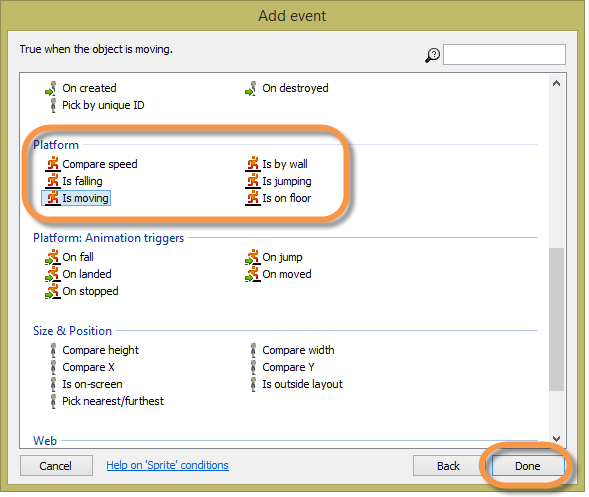 Add event
True when the object is moving.
On created On destroyed
Pick by unique ID
Platform
Compare speed Is by wall
Is falling Is jumping
Is moving Is on floor
Platform: Animation triggers
On fall On jump
On landed On moved
On stopped
Size & Position
Compare height Compare width
Compare X Compare Y
Is on-screen Is outside layout
Pick nearest/furthest
Web
Cancel Help on 'Sprite' conditions Back Done